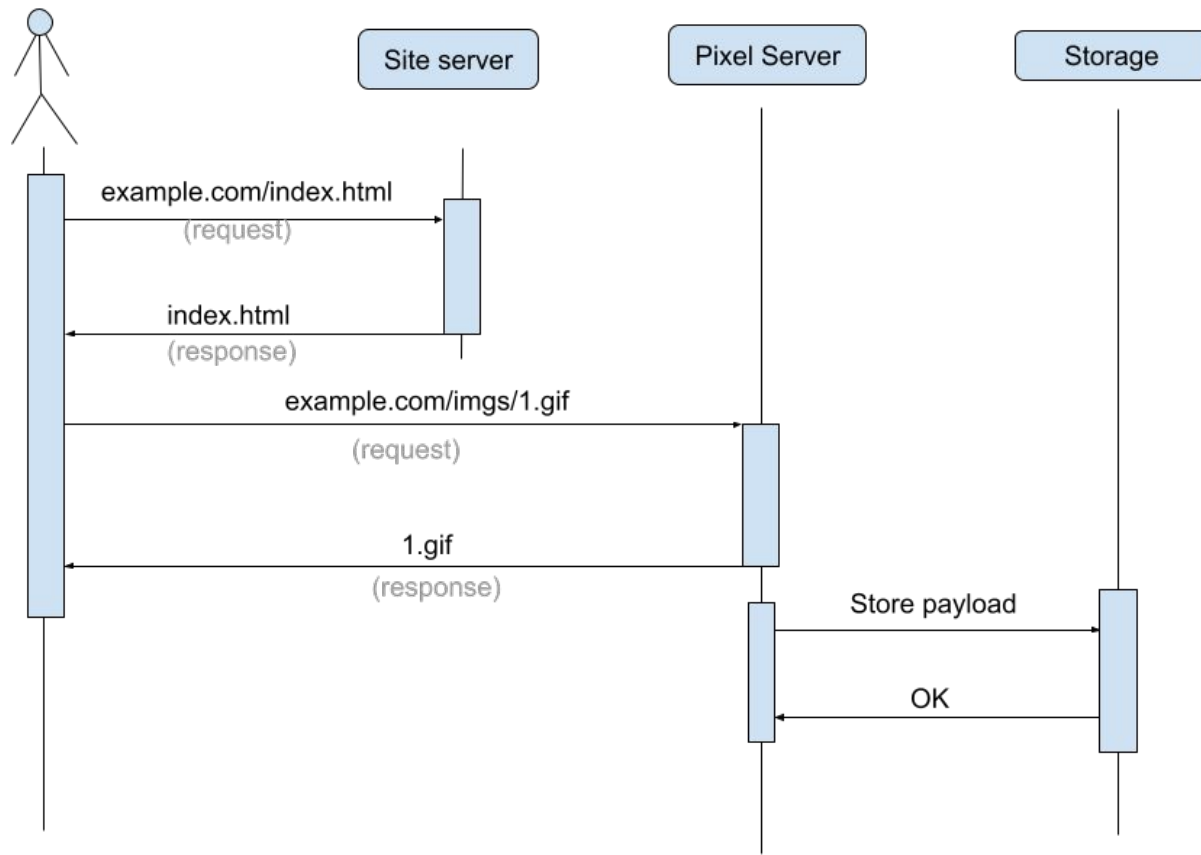 Site server
Pixel Server
Storage
example.com/index.html
(request)
index.html
(response)
example.com/imgs/1.gif
(request)
1.gif
(response)
Store payload
OK